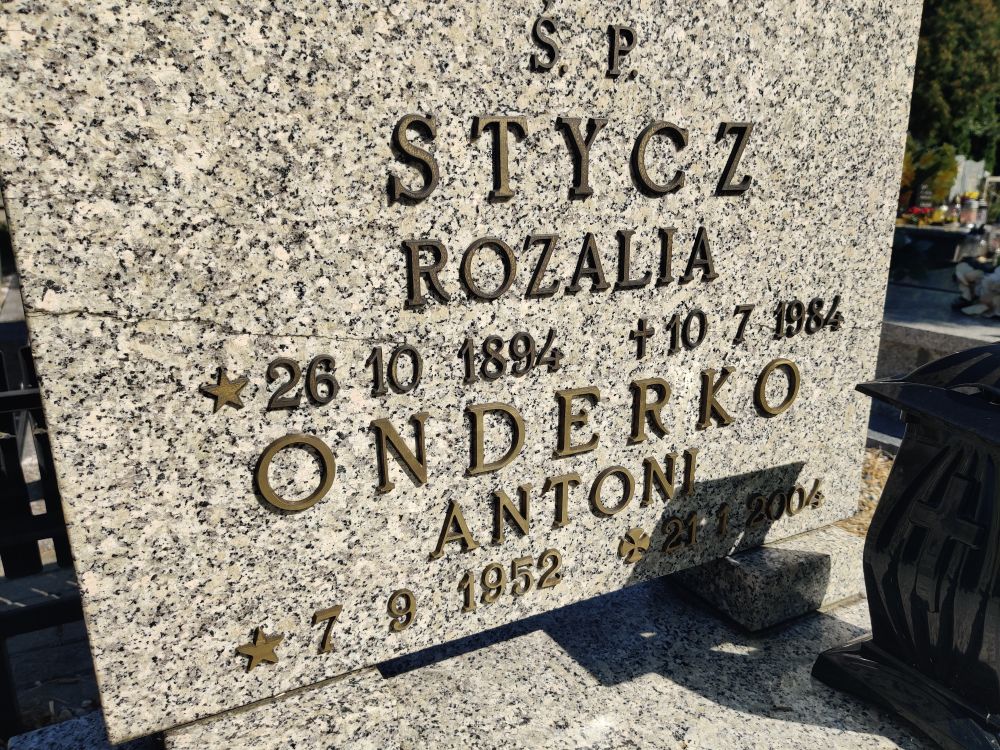 Ś. P.
STYCZ
ROZALIA
26 10 1894 10 7 1984
ONDERKO
ANTONI
7 9 1952 21 1 2004